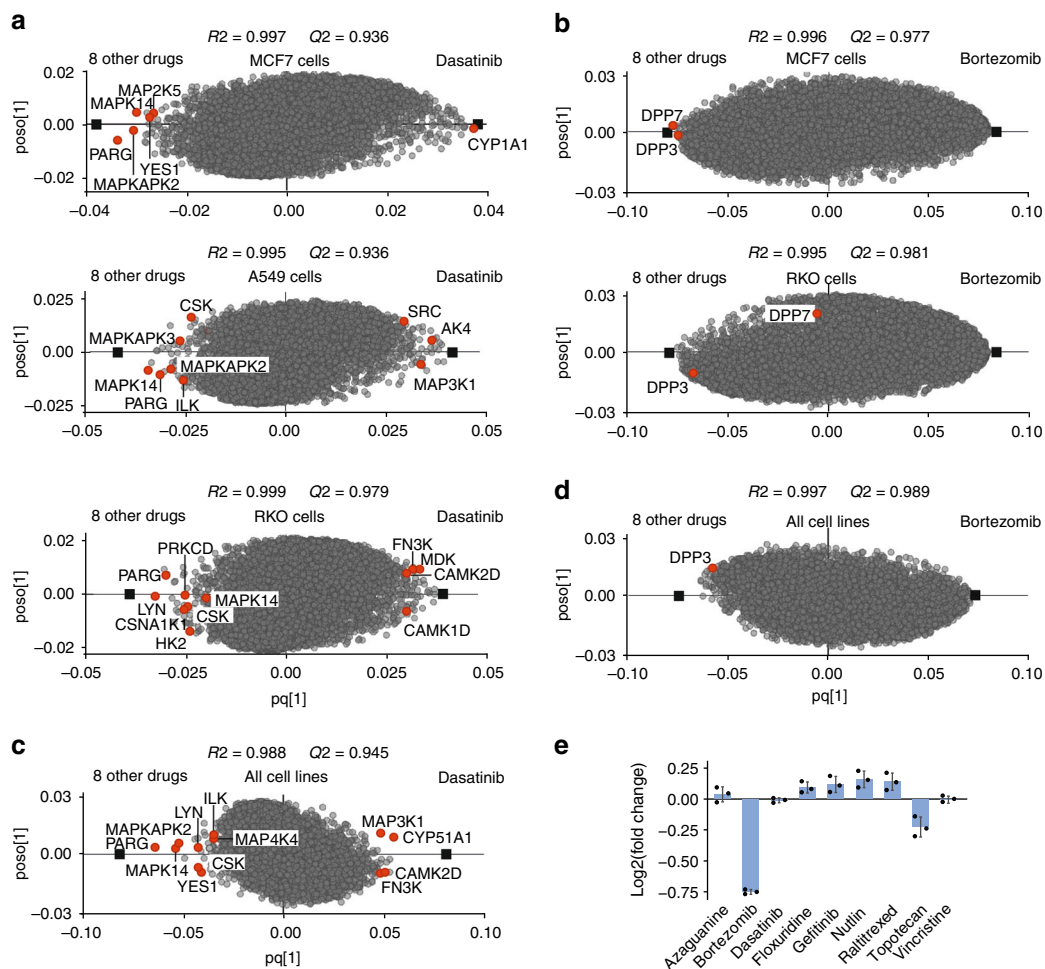 a
R2 = 0.997 Q2 = 0.936
8 other drugs MCF7 cells Dasatinib
0.02
0.00
−0.02
poso[1]
MAP2K5
MAPK14
PARG
YES1
MAPKAPK2
CYP1A1
−0.04 −0.02 0.00 0.02 0.04
R2 = 0.995 Q2 = 0.936
8 other drugs A549 cells Dasatinib
0.025
0.00
−0.025
poso[1]
CSK
MAPKAPK3
MAPKAPK2
MAPK14
PARG
ILK
SRC
AK4
MAP3K1
−0.05 −0.025 0.00 0.025 0.05
R2 = 0.999 Q2 = 0.979
8 other drugs RKO cells Dasatinib
0.02
0.00
−0.02
poso[1]
PRKCD
PARG
MAPK14
LYN
CSK
CSNA1K1
HK2
FN3K
MDK
CAMK2D
CAMK1D
−0.05 −0.025 0.00 0.025 0.05
pq[1]
b
R2 = 0.996 Q2 = 0.977
8 other drugs MCF7 cells Bortezomib
0.03
0.00
−0.03
poso[1]
DPP7
DPP3
−0.10 −0.05 0.00 0.05 0.10
R2 = 0.995 Q2 = 0.981
8 other drugs RKO cells Bortezomib
0.03
0.00
−0.03
poso[1]
DPP7
DPP3
−0.10 −0.05 0.00 0.05 0.10
d
R2 = 0.997 Q2 = 0.989
8 other drugs All cell lines Bortezomib
0.03
0.00
−0.03
poso[1]
DPP3
−0.10 −0.05 0.00 0.05 0.10
pq[1]
c
R2 = 0.988 Q2 = 0.945
8 other drugs All cell lines Dasatinib
0.03
0.00
−0.03
poso[1]
ILK
LYN
MAPKAPK2
PARG
MAP4K4
MAPK14
CSK
YES1
MAP3K1
CYP51A1
CAMK2D
FN3K
−0.10 −0.05 0.00 0.05 0.10
pq[1]
e
Log2(fold change)
0.25
0.00
−0.25
−0.50
−0.75
Azaguanine
Bortezomib
Dasatinib
Floxuridine
Gefitinib
Nutlin
Raltitrexed
Topotecan
Vincristine